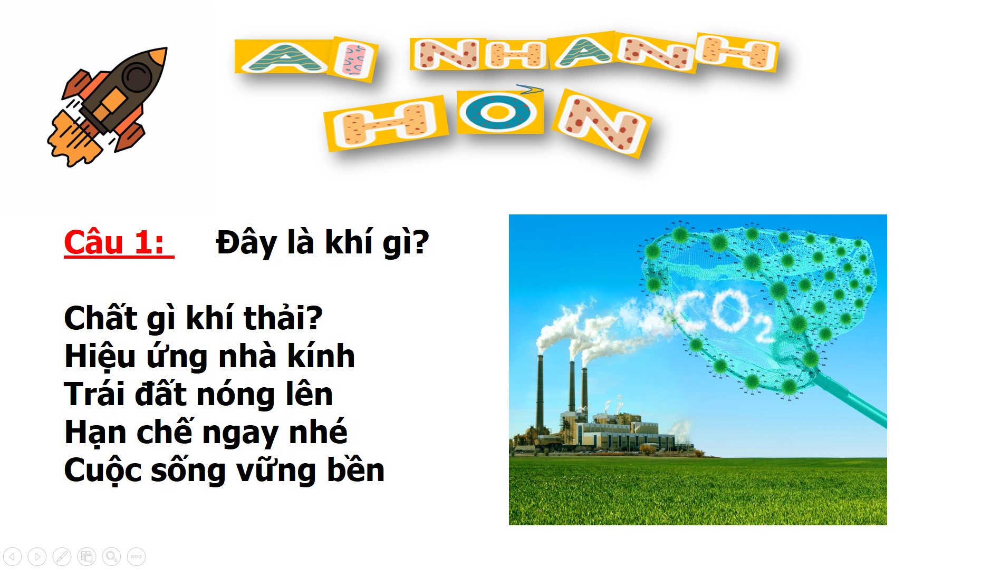 AI NHANH
HƠN
Câu 1: Đây là khí gì?
Chất gì khí thải?
Hiệu ứng nhà kính
Trái đất nóng lên
Hạn chế ngay nhé
Cuộc sống vững bền
CO2